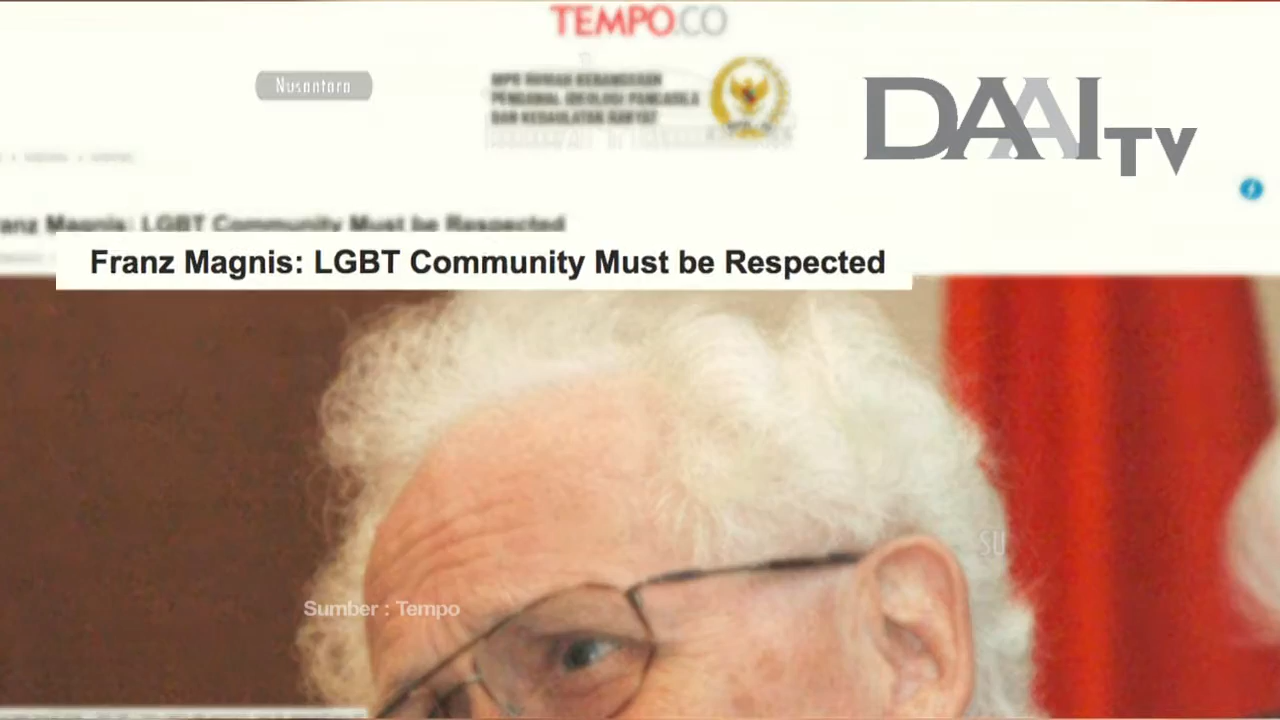 TEMPO.CO
Nusantara
DAAI TV
Franz Magnis: LGBT Community Must be Respected
Franz Magnis: LGBT Community Must be Respected
SU
Sumber : Tempo